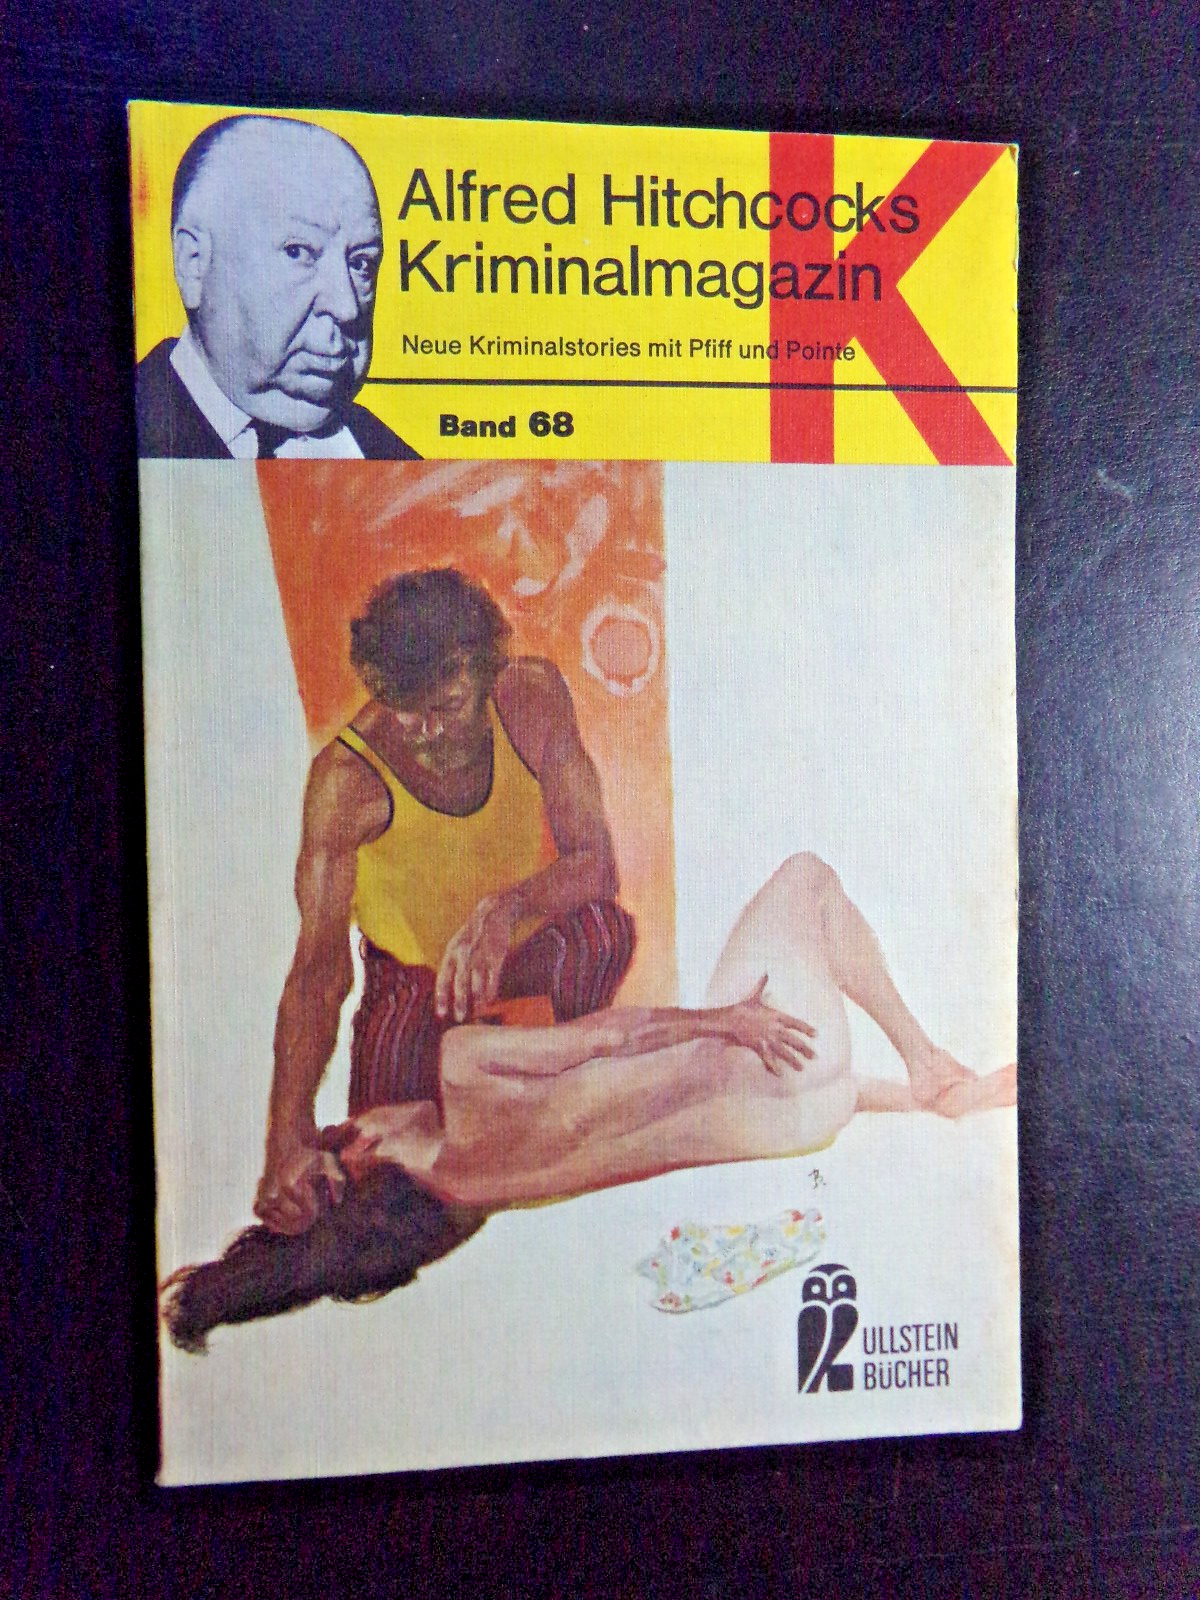 K
Alfred Hitchcocks
Kriminalmagazin
Neue Kriminalstories mit Pfiff und Pointe
Band 68
ULLSTEIN
BÜCHER